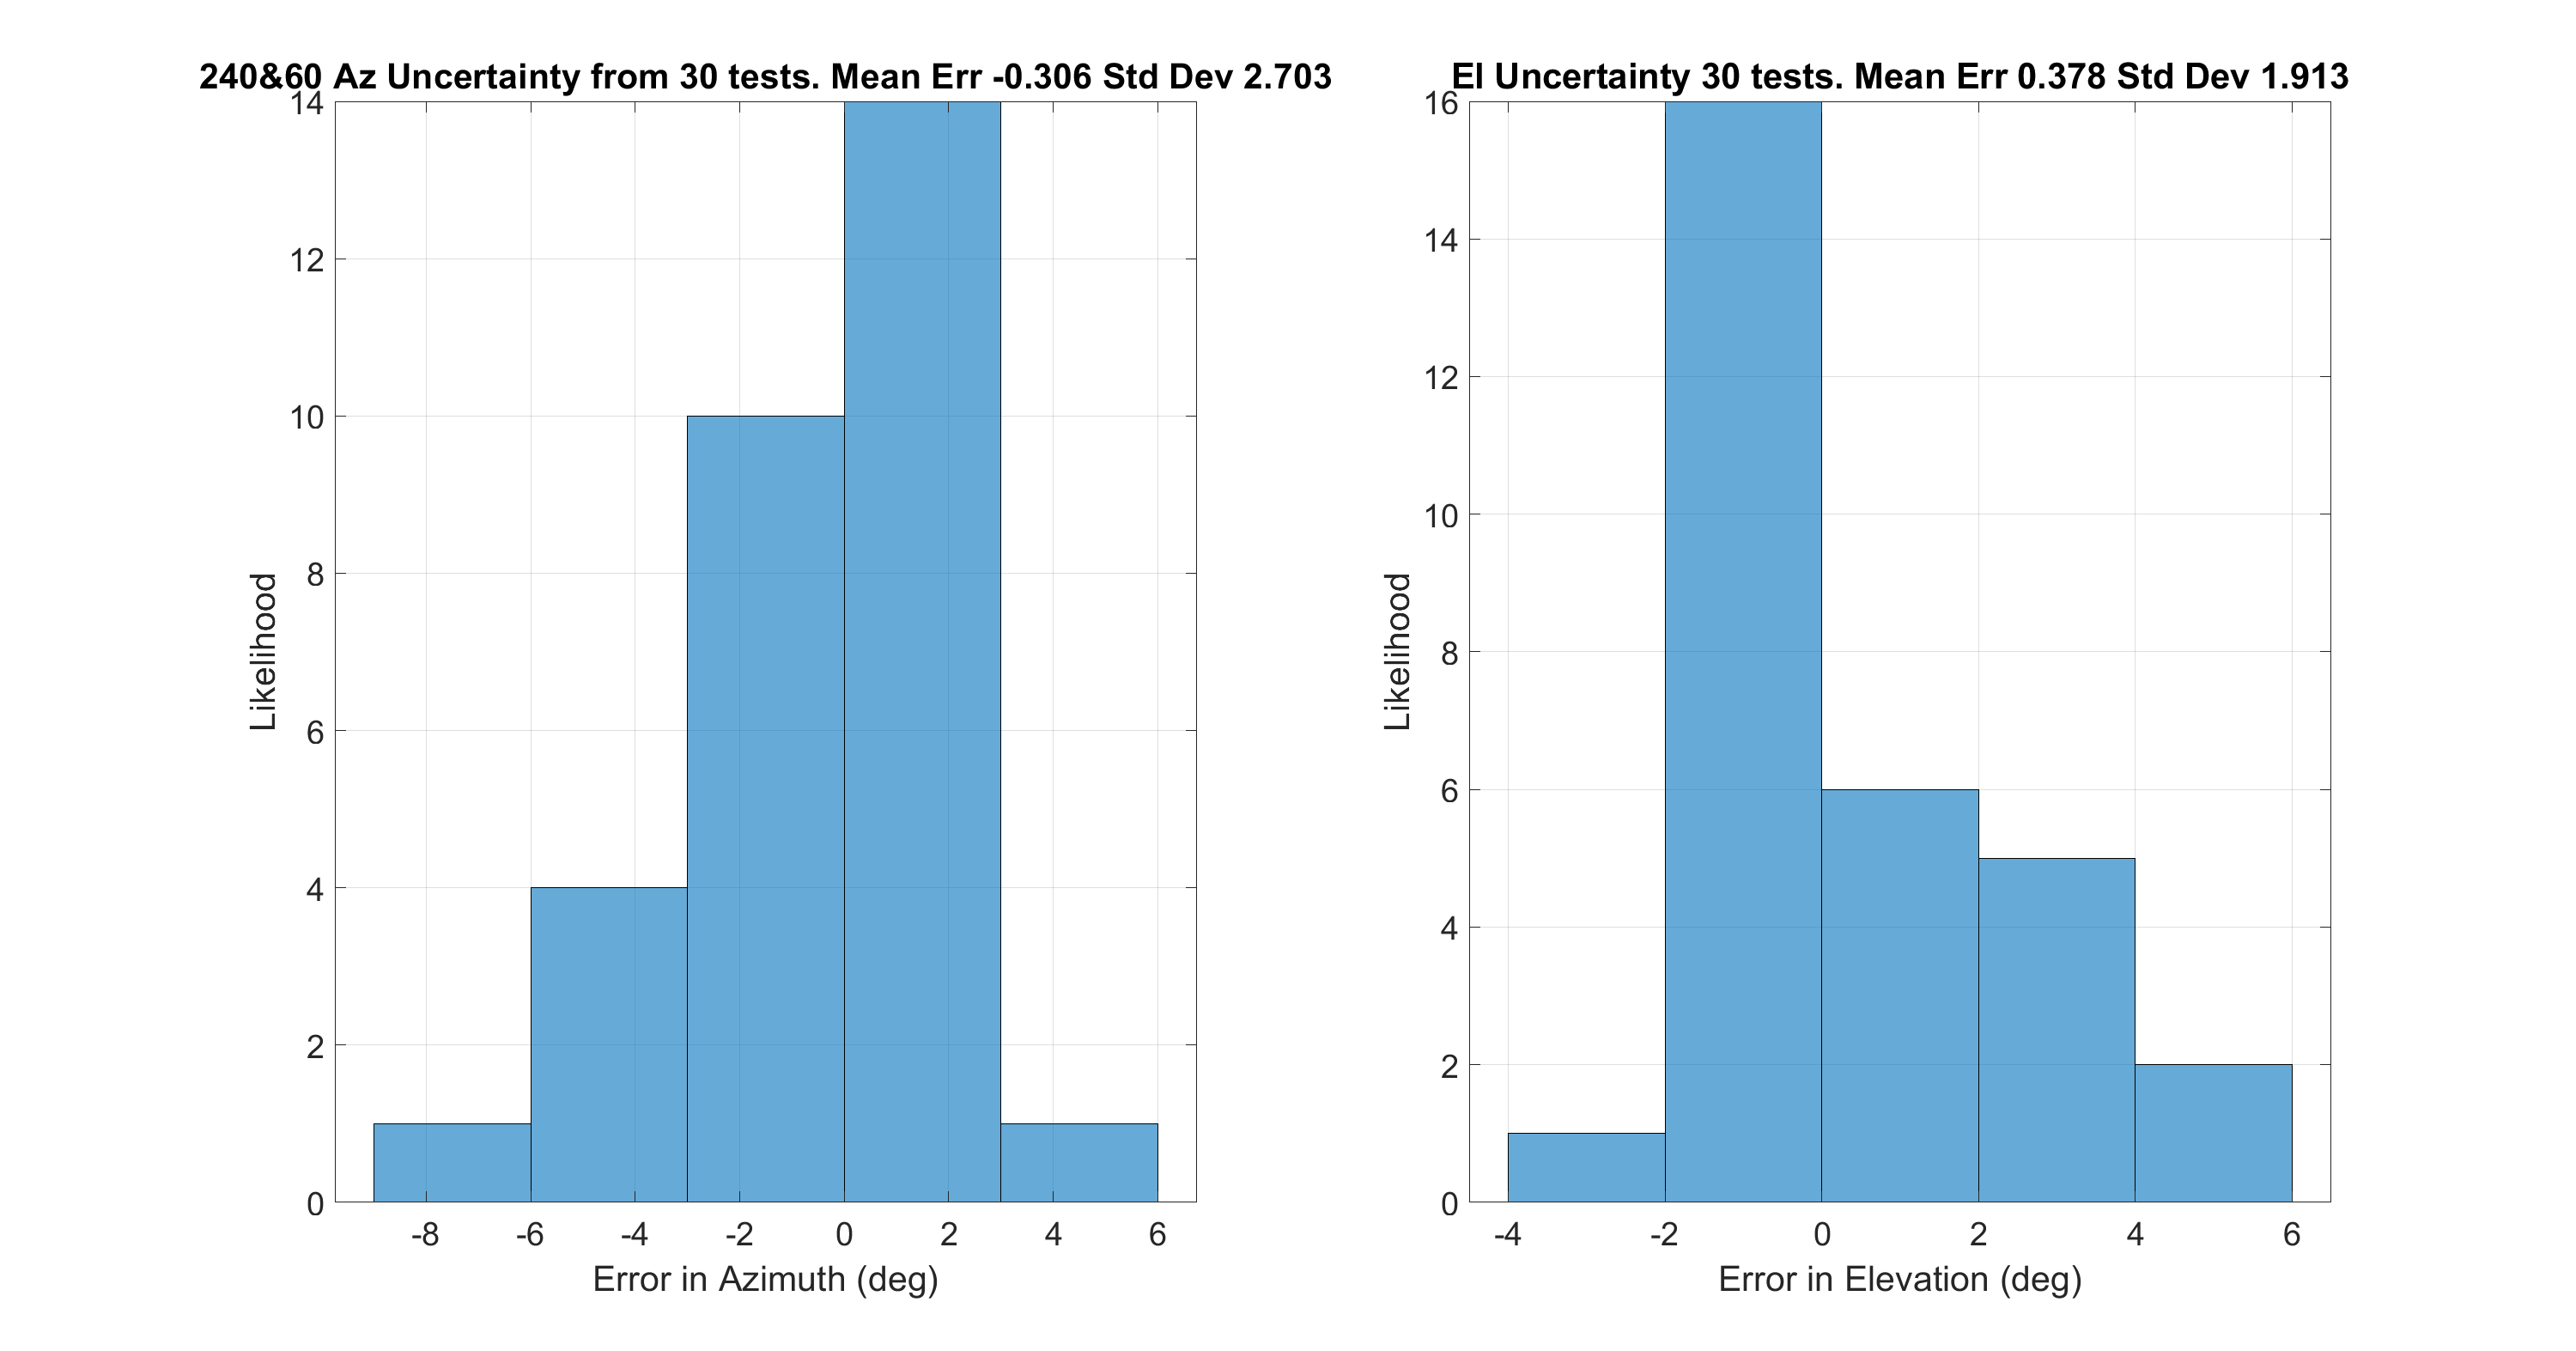 240&60 Az Uncertainty from 30 tests. Mean Err -0.306 Std Dev 2.703
14
12
10
8
6
4
2
0
Likelihood
-8 -6 -4 -2 0 2 4 6
Error in Azimuth (deg)
El Uncertainty 30 tests. Mean Err 0.378 Std Dev 1.913
16
14
12
10
8
6
4
2
0
Likelihood
-4 -2 0 2 4 6
Error in Elevation (deg)